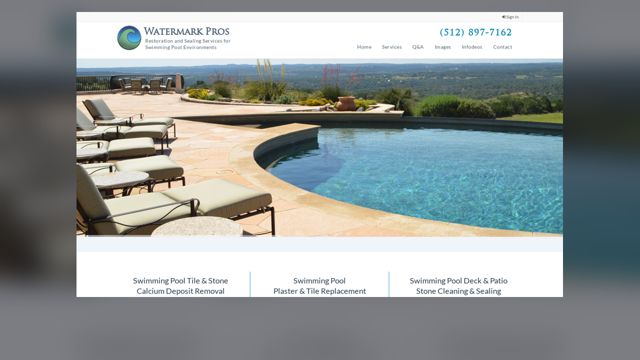 Sign In
Watermark Pros
(512) 897-7162
Restoration and Sealing Services for
Swimming Pool Environments
Home Services Q&A Images Infodeos Contact
Swimming Pool Tile & Stone
Calcium Deposit Removal
Swimming Pool
Plaster & Tile Replacement
Swimming Pool Deck & Patio
Stone Cleaning & Sealing